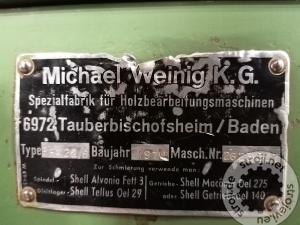 Michael Weinig K.G.
Spezialfabrik für Holzbearbeitungsmaschinen
6972 Tauberbischofsheim/Baden
Type Baujahr Masch.Nr.
Zur Schmierung verwende man:
Spindel - Shell Alvania Fett 3 Getriebe - Shell Macoma Oel 275
Gleitlager - Shell Tellus Oel 29 oder Shell Getriebeoel 140